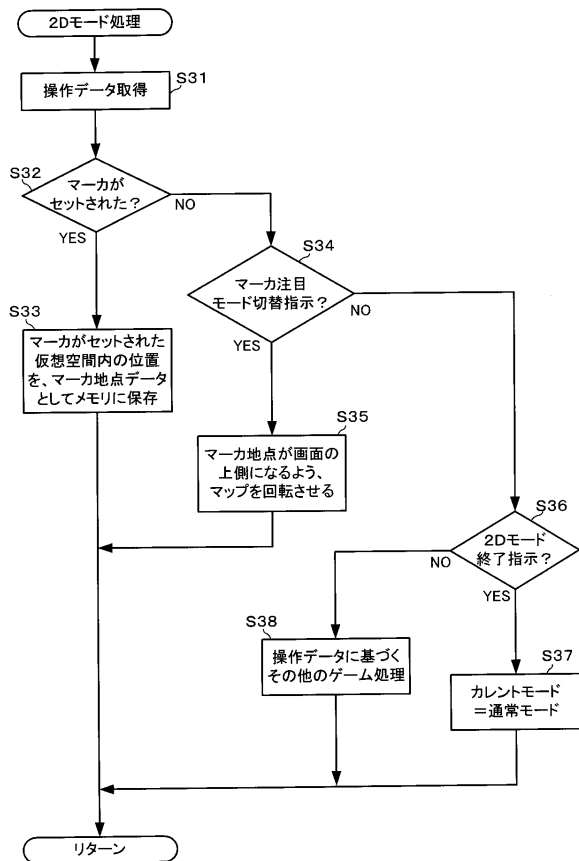 2Dモード処理
S31
操作データ取得
S32
マーカが
セットされた？
NO
YES
S34
マーカ注目
モード切替指示？
NO
YES
S33
マーカがセットされた
仮想空間内の位置
を、マーカ地点データ
としてメモリに保存
S35
マーカ地点が画面の
上側になるよう、
マップを回転させる
S36
2Dモード
終了指示？
NO
YES
S38
操作データに基づく
その他のゲーム処理
S37
カレントモード
＝通常モード
リターン